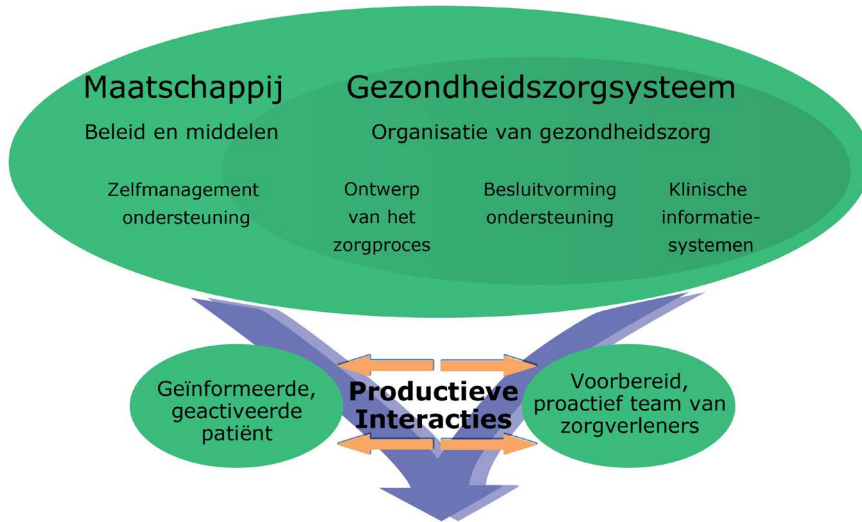 Maatschappij
Beleid en middelen
Gezondheidszorgsysteem
Organisatie van gezondheidszorg
Zelfmanagement
ondersteuning
Ontwerp
van het
zorgproces
Besluitvorming
ondersteuning
Klinische
informatie-
systemen
Geïnformeerde,
geactiveerde
patiënt
Productieve
Interacties
Voorbereid,
proactief team van
zorgverleners